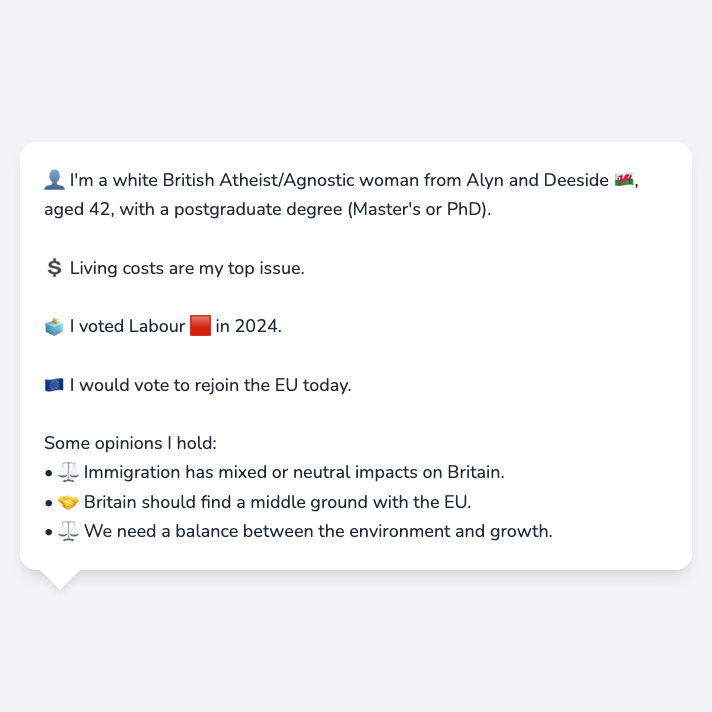 👤 I'm a white British Atheist/Agnostic woman from Alyn and Deeside 🏴󠁧󠁢󠁷󠁬󠁳󠁿,
aged 42, with a postgraduate degree (Master's or PhD).
💲 Living costs are my top issue.
🗳️ I voted Labour 🟥 in 2024.
🇪🇺 I would vote to rejoin the EU today.
Some opinions I hold:
• ⚖️ Immigration has mixed or neutral impacts on Britain.
• 🤝 Britain should find a middle ground with the EU.
• ⚖️ We need a balance between the environment and growth.